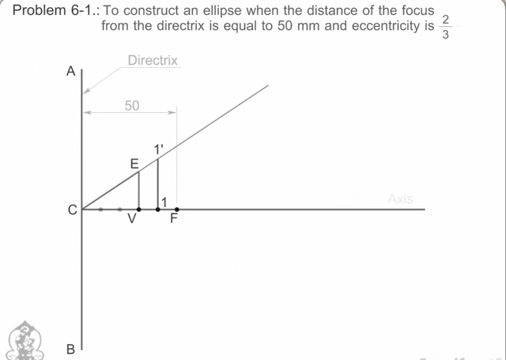 Problem 6-1.: To construct an ellipse when the distance of the focus
from the directrix is equal to 50 mm and eccentricity is 2/3
Directrix
A
50
1'
E
Axis
1
C
V
F
B